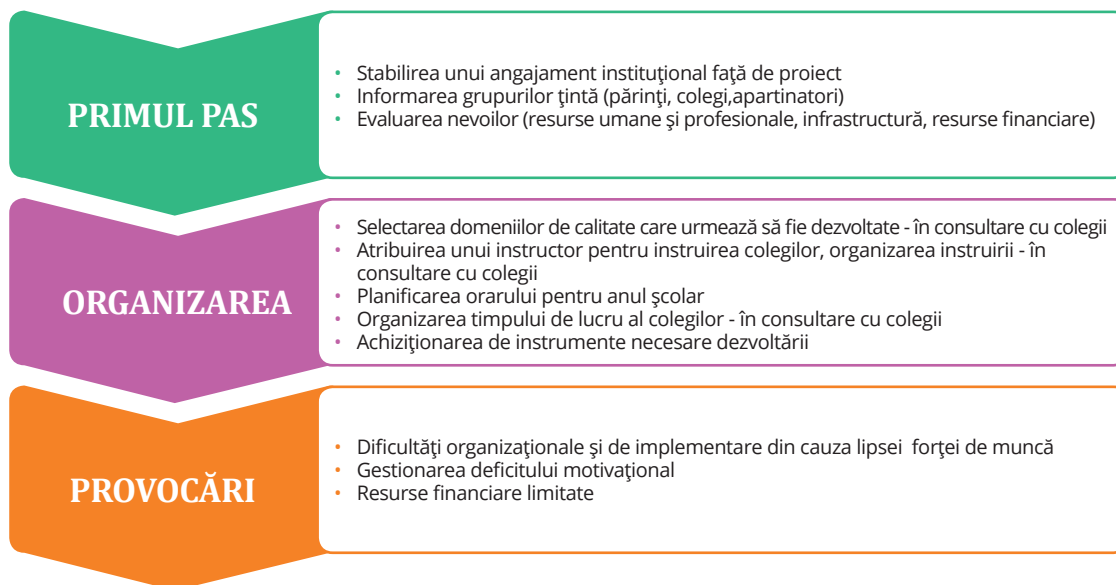 PRIMUL PAS
• Stabilirea unui angajament instituţional faţă de proiect
• Informarea grupurilor ţintă (părinţi, colegi,apartinatori)
• Evaluarea nevoilor (resurse umane şi profesionale, infrastructură, resurse financiare)
ORGANIZAREA
• Selectarea domeniilor de calitate care urmează să fie dezvoltate - în consultare cu colegii
• Atribuirea unui instructor pentru instruirea colegilor, organizarea instruirii - în
consultare cu colegii
• Planificarea orarului pentru anul şcolar
• Organizarea timpului de lucru al colegilor - în consultare cu colegii
• Achiziţionarea de instrumente necesare dezvoltării
PROVOCĂRI
• Dificultăţi organizaţionale şi de implementare din cauza lipsei forţei de muncă
• Gestionarea deficitului motivaţional
• Resurse financiare limitate